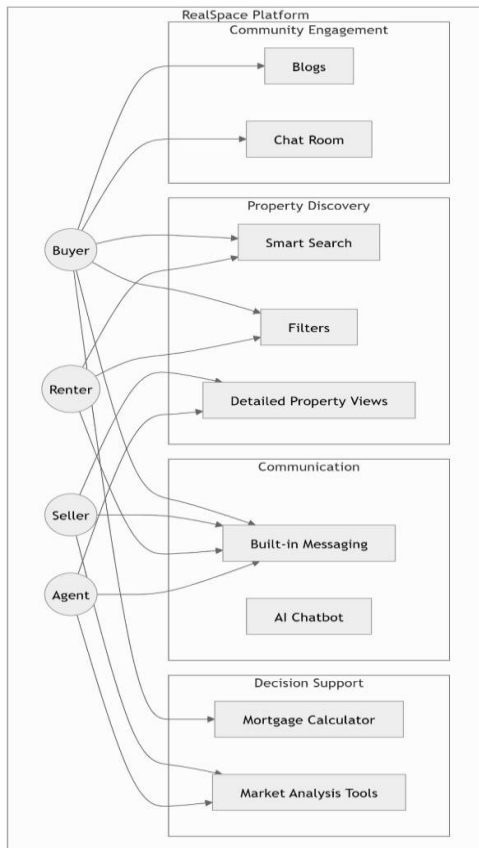 RealSpace Platform
Community Engagement
Blogs
Chat Room
Buyer
Property Discovery
Smart Search
Filters
Renter
Detailed Property Views
Communication
Seller
Built-in Messaging
Agent
AI Chatbot
Decision Support
Mortgage Calculator
Market Analysis Tools